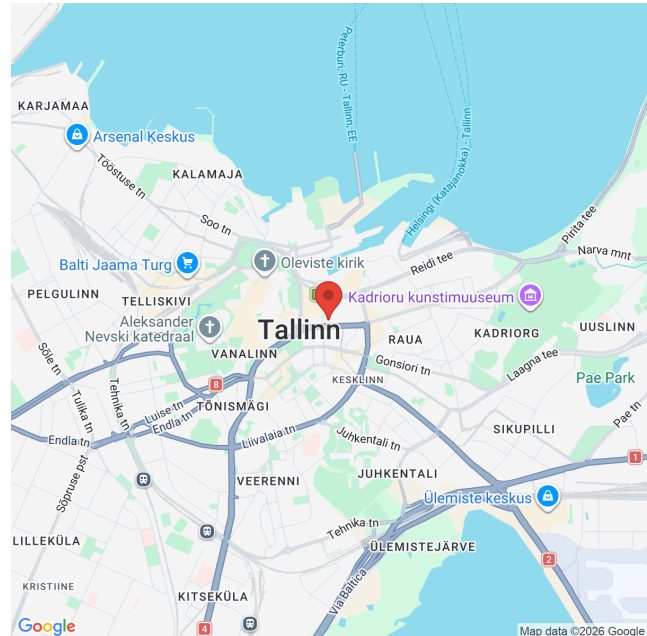 Peterburi, RU - Tallinn, EE
Helsingi (Katajanokka) - Tallinn
KARJAMAA
Arsenal Keskus
Tööstuse tn
KALAMAJA
Soo tn
Pirita tee
Narva mnt
Reidi tee
Balti Jaama Turg
Oleviste kirik
PELGULINN
TELLISKIVI
Kadrioru kunstimuuseum
Aleksander
Nevski katedraal
Tallinn
RAUA
KADRIORG
UUSLINN
VANALINN
Sõle tn
Gonsiori tn
Laagna tee
Pae Park
KESKLINN
8
Tulika tn
Tehnika tn
Luise tn
TÕNISMÄGI
Endla tn
Endla tn
Liivalaia tn
Juhkentali tn
SIKUPILLI
Pae tn
Sõpruse pst
VEERENNI
JUHKENTALI
1
Ülemiste keskus
Tehnika tn
LILLEKÜLA
ÜLEMISTEJÄRVE
2
KRISTIINE
Via Baltica
KITSEKÜLA
4
Google
Map data ©2026 Google